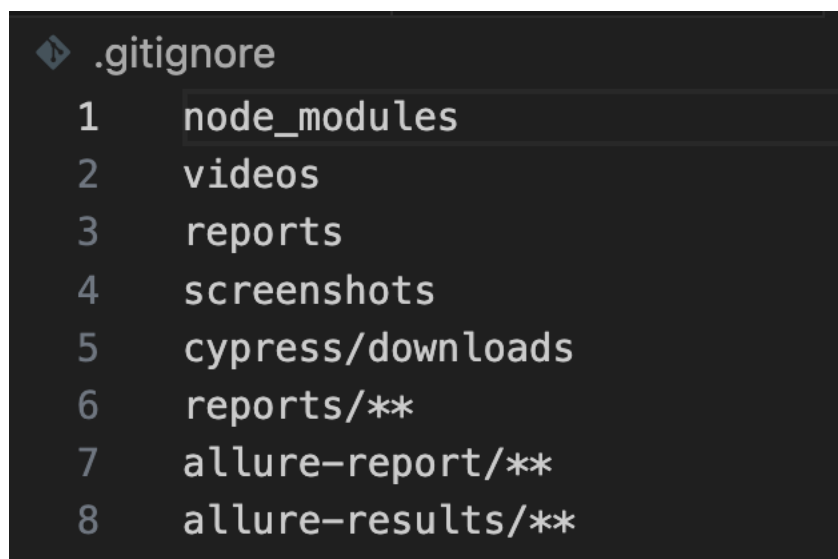 .gitignore
1 node_modules
2 videos
3 reports
4 screenshots
5 cypress/downloads
6 reports/**
7 allure-report/**
8 allure-results/**